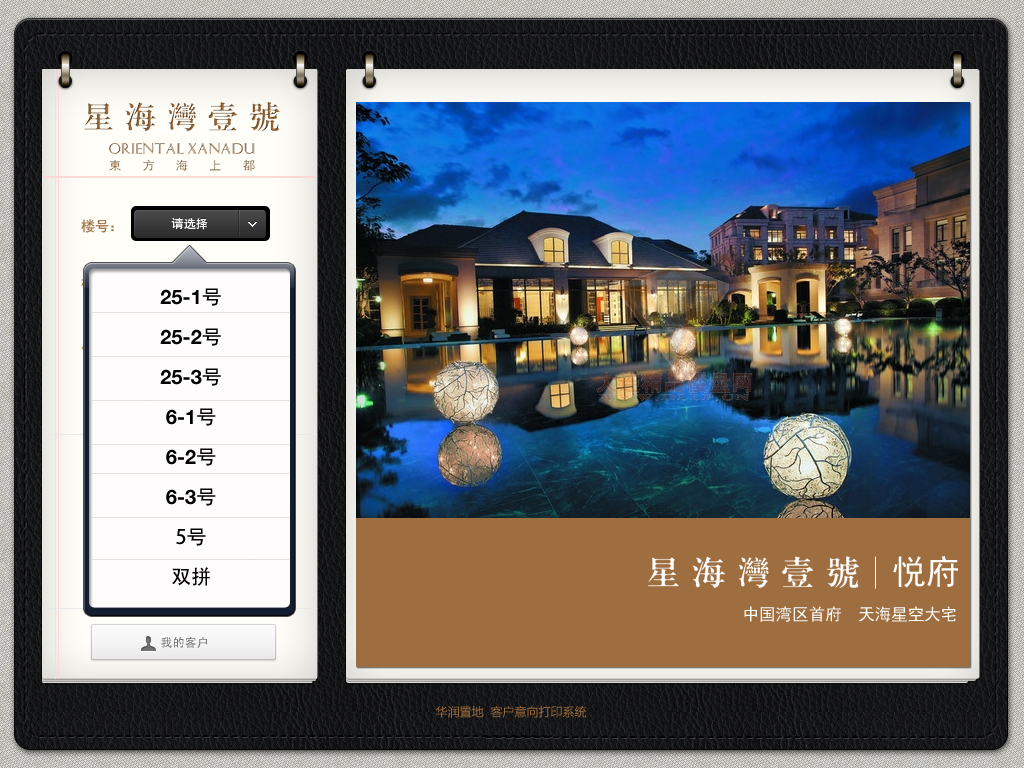 星海灣壹號
ORIENTAL XANADU
東方海上都
楼号：
请选择
25-1号
25-2号
25-3号
6-1号
6-2号
6-3号
5号
双拼
我的客户
星海灣壹號｜悦府
中国湾区首府 天海星空大宅
华润置地 客户意向打印系统